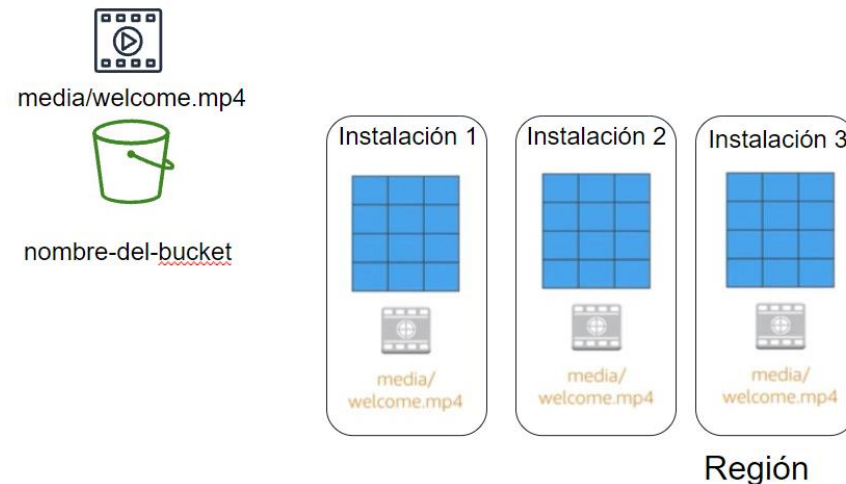 media/welcome.mp4
nombre-del-bucket
Instalación 1
media/
welcome.mp4
Instalación 2
media/
welcome.mp4
Instalación 3
media/
welcome.mp4
Región